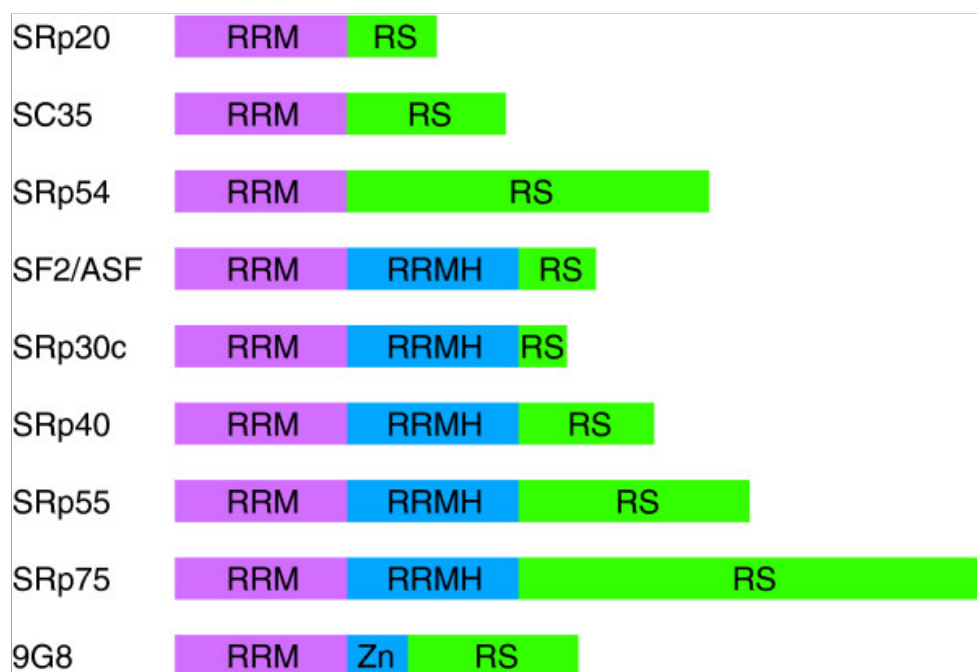 SRp20 RRM RS
SC35 RRM RS
SRp54 RRM RS
SF2/ASF RRM RRMH RS
SRp30c RRM RRMH RS
SRp40 RRM RRMH RS
SRp55 RRM RRMH RS
SRp75 RRM RRMH RS
9G8 RRM Zn RS